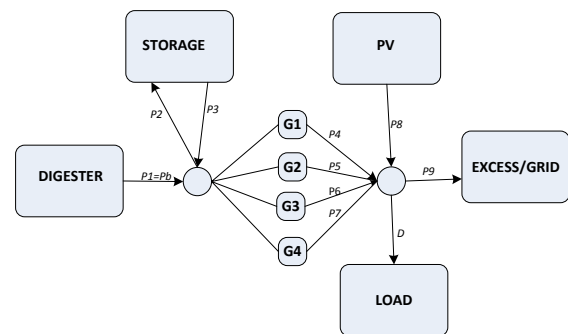 STORAGE
PV
P2
P3
P8
G1
P4
G2
P5
DIGESTER
P1=Pb
P9
EXCESS/GRID
G3
P6
P7
G4
D
LOAD